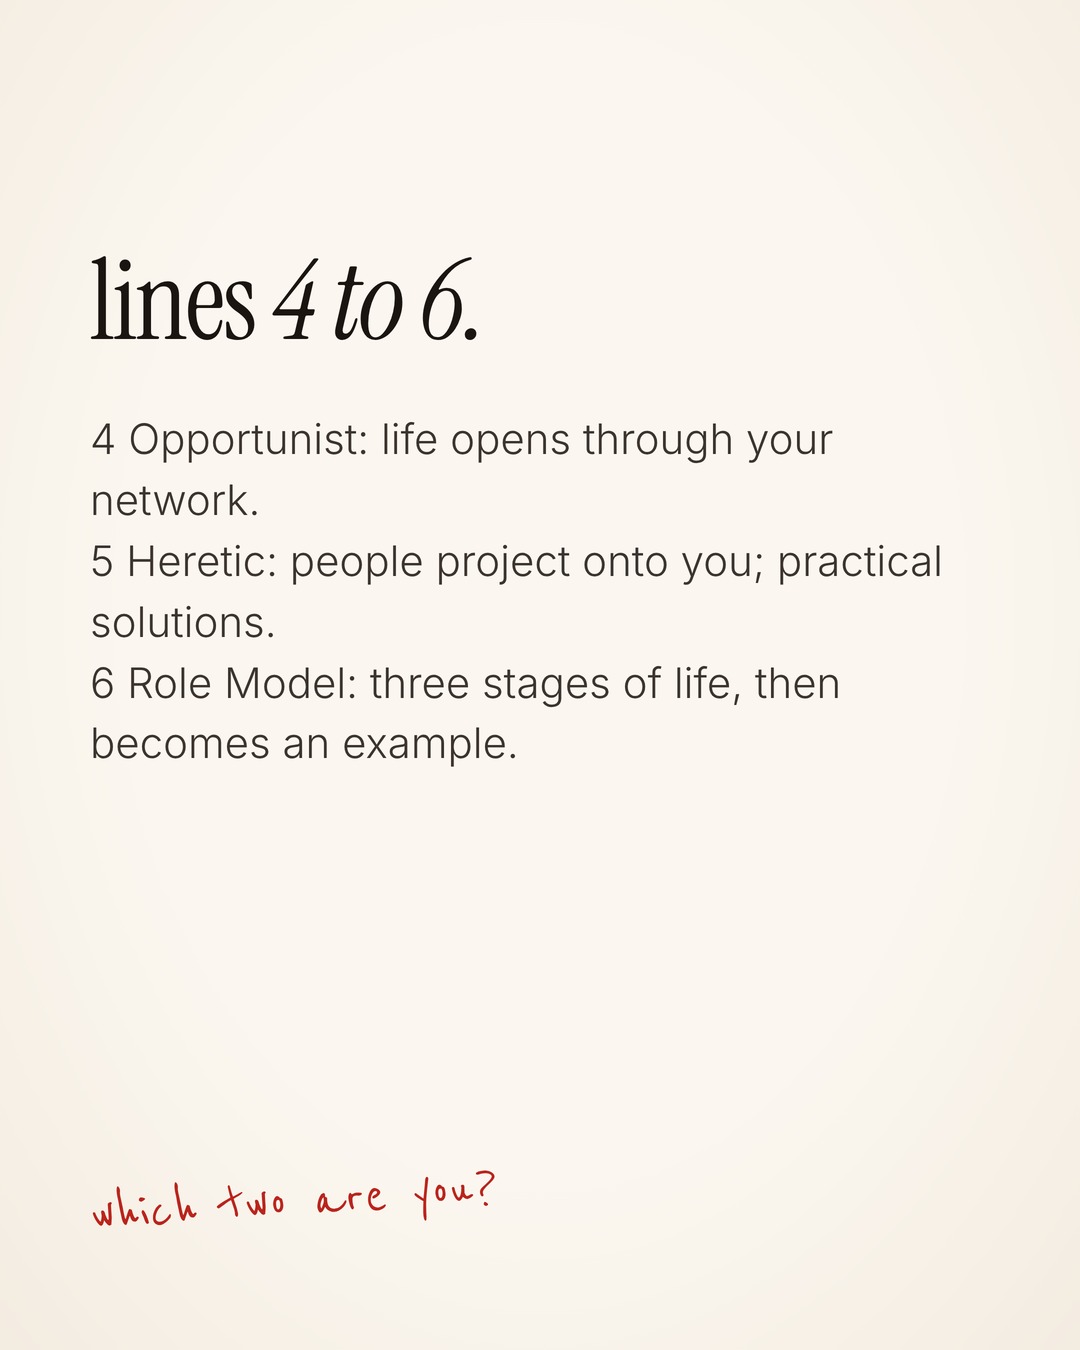 lines 4 to 6.
4 Opportunist: life opens through your
network.
5 Heretic: people project onto you; practical
solutions.
6 Role Model: three stages of life, then
becomes an example.
which two are you?